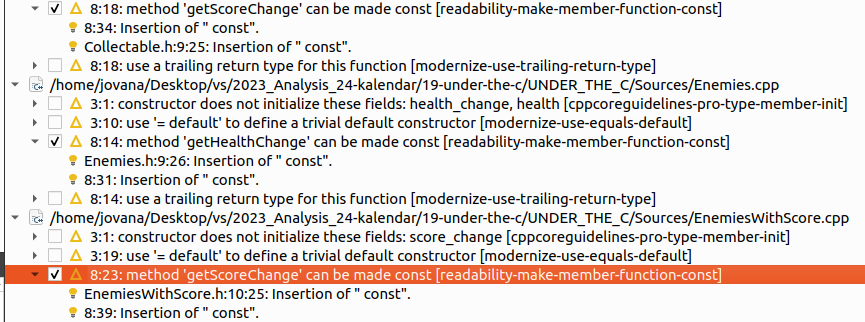 8:18: method 'getScoreChange' can be made const [readability-make-member-function-const]
8:34: Insertion of " const".
Collectable.h:9:25: Insertion of " const".
8:18: use a trailing return type for this function [modernize-use-trailing-return-type]
/home/jovana/Desktop/vs/2023_Analysis_24-kalendar/19-under-the-c/UNDER_THE_C/Sources/Enemies.cpp
3:1: constructor does not initialize these fields: health_change, health [cppcoreguidelines-pro-type-member-init]
3:10: use '= default' to define a trivial default constructor [modernize-use-equals-default]
8:14: method 'getHealthChange' can be made const [readability-make-member-function-const]
Enemies.h:9:26: Insertion of " const".
8:31: Insertion of " const".
8:14: use a trailing return type for this function [modernize-use-trailing-return-type]
/home/jovana/Desktop/vs/2023_Analysis_24-kalendar/19-under-the-c/UNDER_THE_C/Sources/EnemiesWithScore.cpp
3:1: constructor does not initialize these fields: score_change [cppcoreguidelines-pro-type-member-init]
3:19: use '= default' to define a trivial default constructor [modernize-use-equals-default]
8:23: method 'getScoreChange' can be made const [readability-make-member-function-const]
EnemiesWithScore.h:10:25: Insertion of " const".
8:39: Insertion of " const".